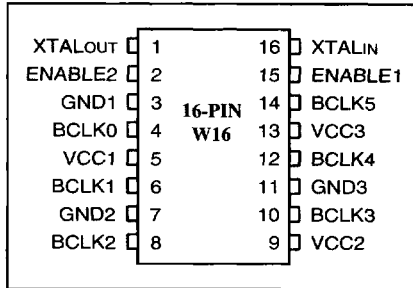 XTALOUT 1 16 XTALIN
ENABLE2 2 15 ENABLE1
GND1 3 14 BCLK5
16-PIN
BCLK0 4 13 VCC3
W16
VCC1 5 12 BCLK4
BCLK1 6 11 GND3
GND2 7 10 BCLK3
BCLK2 8 9 VCC2